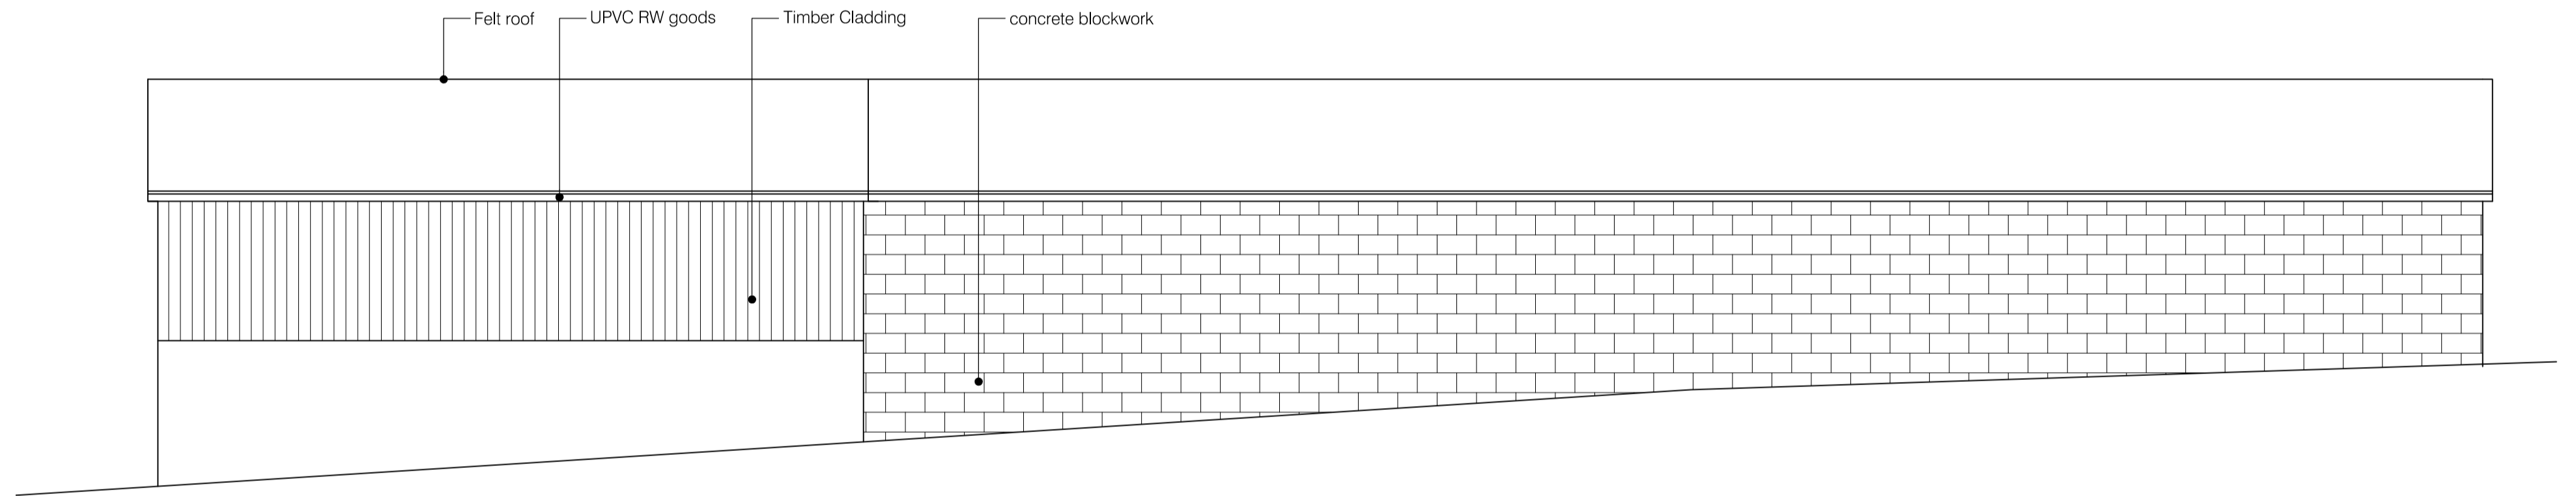 Felt roof
UPVC RW goods
Timber Cladding
concrete blockwork